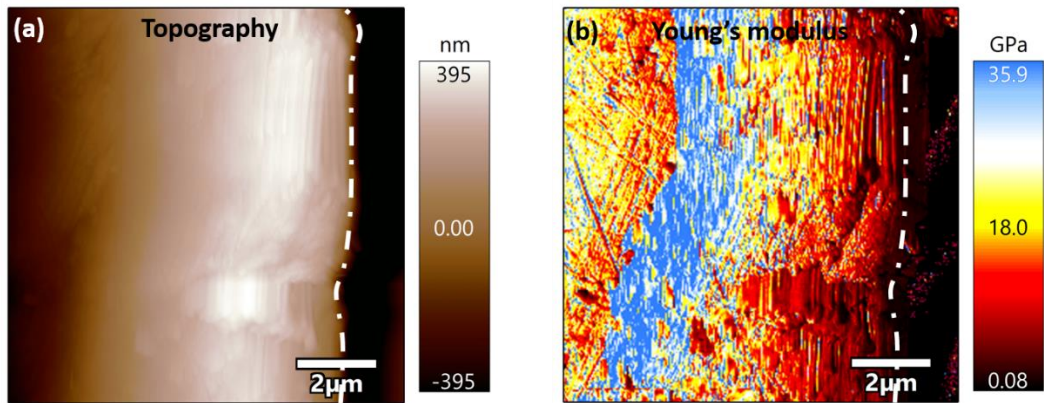 (a) Topography
nm
395
0.00
-395
2µm
(b) Young's modulus
GPa
35.9
18.0
0.08
2µm